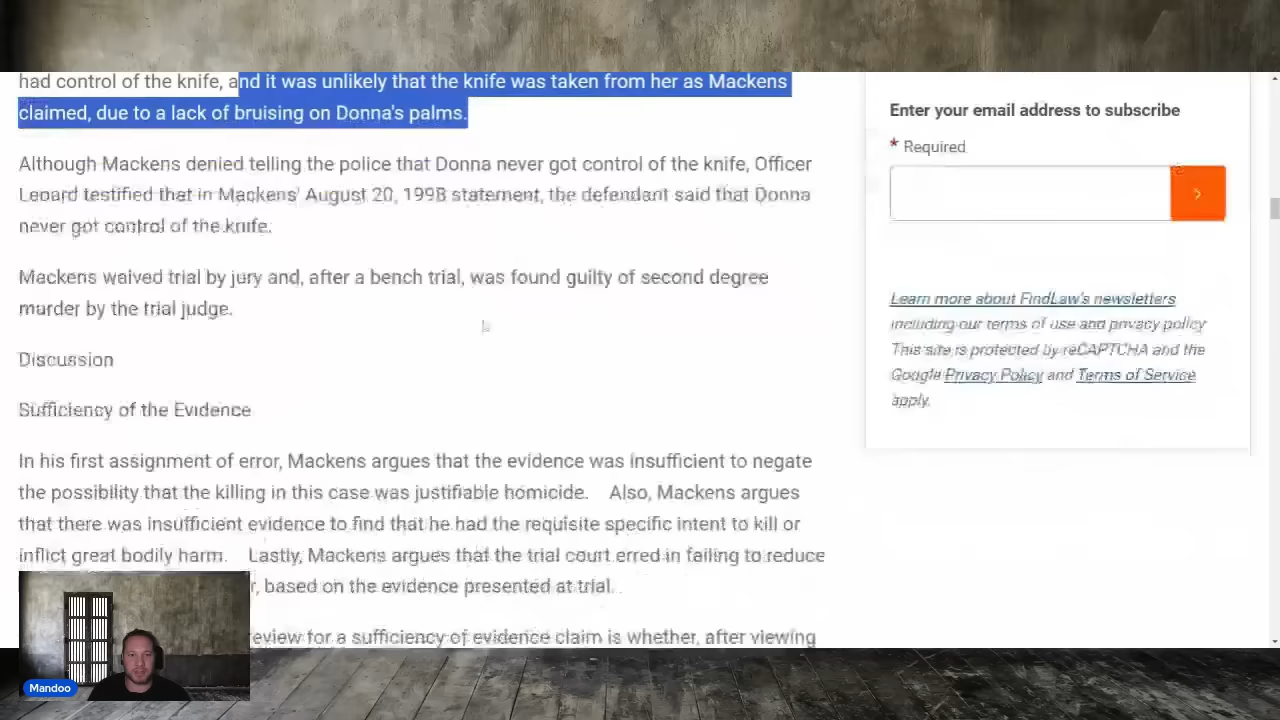 had control of the knife, and it was unlikely that the knife was taken from her as Mackens
claimed, due to a lack of bruising on Donna's palms.
Although Mackens denied telling the police that Donna never got control of the knife, Officer
Lenard testified that in Mackens' August 20, 1998 statement, the defendant said that Donna
never got control of the knife.
Mackens waived trial by jury and, after a bench trial, was found guilty of second degree
murder by the trial judge.
Discussion
Sufficiency of the Evidence
In his first assignment of error, Mackens argues that the evidence was insufficient to negate
the possibility that the killing in this case was justifiable homicide. Also, Mackens argues
that there was insufficient evidence to find that he had the requisite specific intent to kill or
inflict great bodily harm. Lastly, Mackens argues that the trial court erred in failing to reduce
r, based on the evidence presented at trial.
eview for a sufficiency of evidence claim is whether, after viewing
Enter your email address to subscribe
* Required
Learn more about FindLaw's newsletters
including our terms of use and privacy policy
This site is protected by reCAPTCHA and the
Google Privacy Policy and Terms of Service
apply.
Mandoo